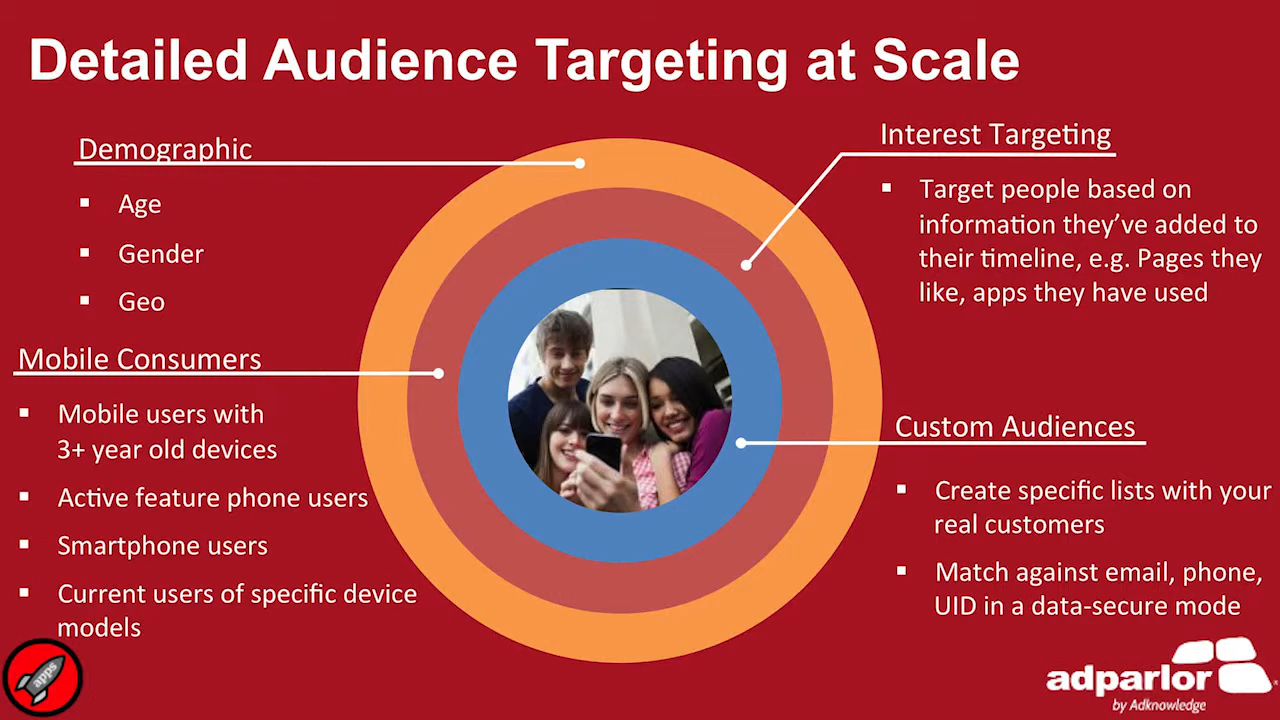 Detailed Audience Targeting at Scale
Demographic
Age
Gender
Geo
Mobile Consumers
Mobile users with
3+ year old devices
Active feature phone users
Smartphone users
Current users of specific device
models
Interest Targeting
Target people based on
information they’ve added to
their timeline, e.g. Pages they
like, apps they have used
Custom Audiences
Create specific lists with your
real customers
Match against email, phone,
UID in a data-secure mode
apps
adparlor
by Adknowledge